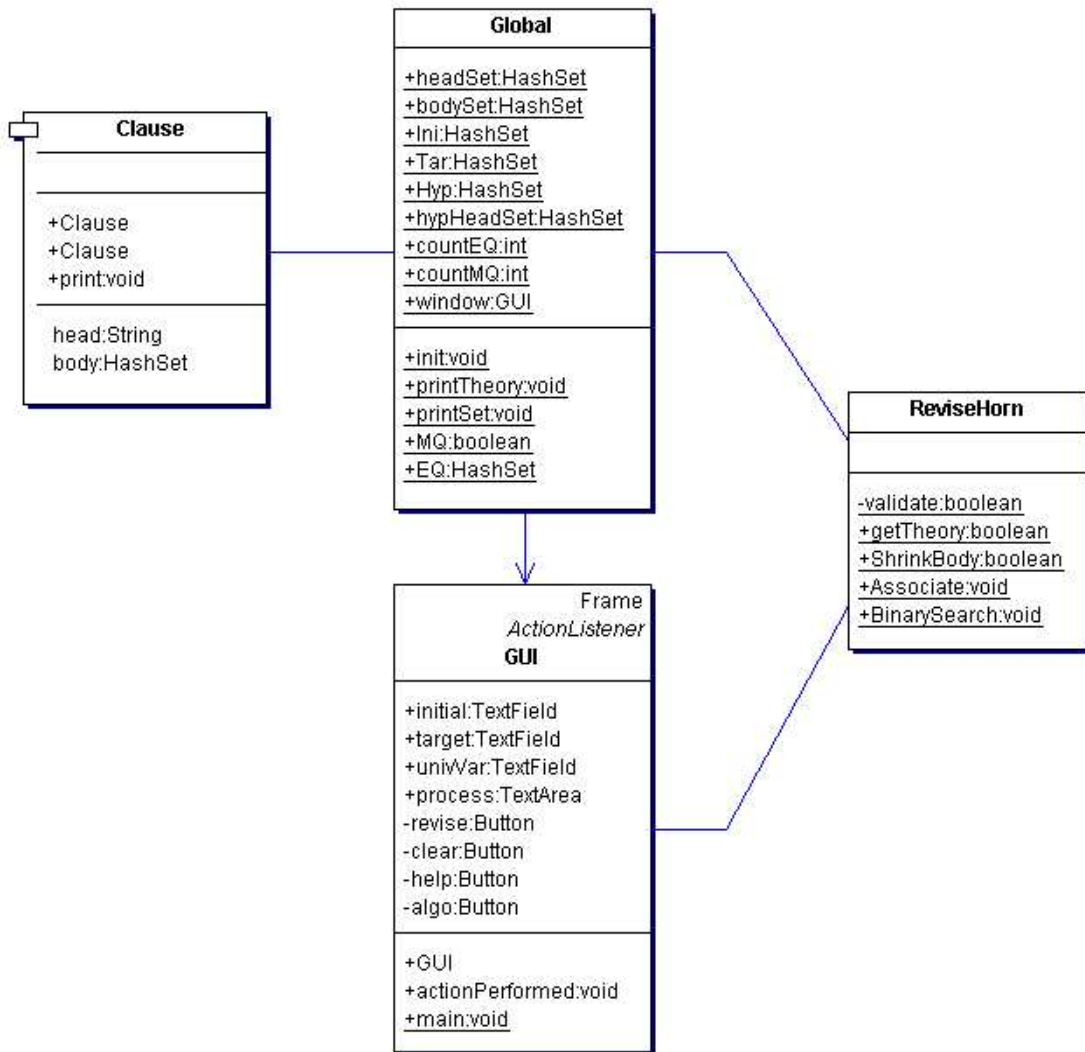 Global
+headSet:HashSet
+bodySet:HashSet
+Ini:HashSet
+Tar:HashSet
+Hyp:HashSet
+hypHeadSet:HashSet
+countEQ:int
+countMQ:int
+window:GUI
+init:void
+printTheory:void
+printSet:void
+MQ:boolean
+EQ:HashSet
Clause
+Clause
+Clause
+print:void
head:String
body:HashSet
ReviseHorn
-validate:boolean
+getTheory:boolean
+ShrinkBody:boolean
+Associate:void
+BinarySearch:void
Frame
ActionListener
GUI
+initial:TextField
+target:TextField
+univVar:TextField
+process:TextArea
-revise:Button
-clear:Button
-help:Button
-algo:Button
+GUI
+actionPerformed:void
+main:void